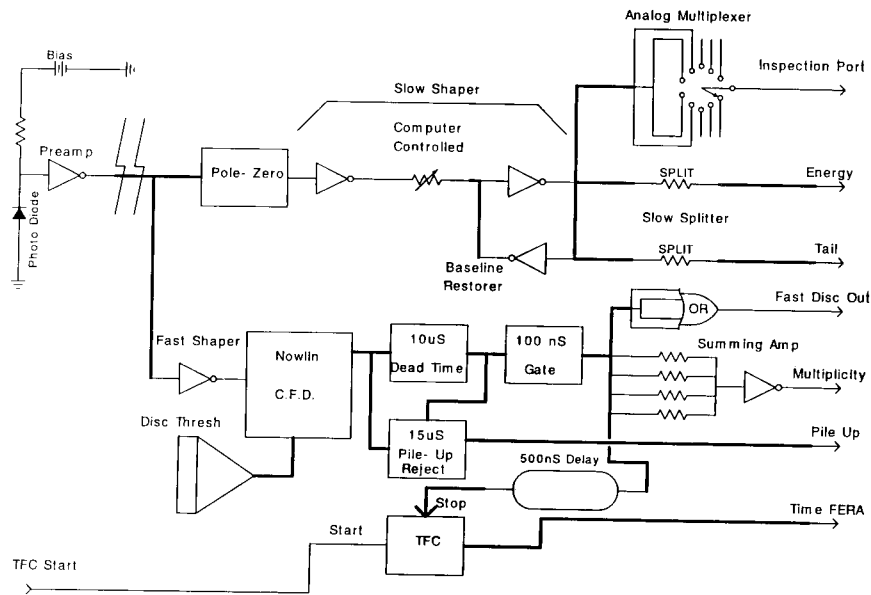 Analog Multiplexer
Bias
Inspection Port
Slow Shaper
Computer
Controlled
Preamp
Pole- Zero
SPLIT
Energy
Photo Diode
Slow Splitter
SPLIT
Tail
Baseline
Restorer
Fast Disc Out
OR
Fast Shaper
Nowlin
C.F.D.
10uS
Dead Time
100 nS
Gate
Summing Amp
Multiplicity
Disc Thresh
15uS
Pile- Up
Reject
Pile Up
500nS Delay
Stop
Time FERA
Start
TFC
TFC Start